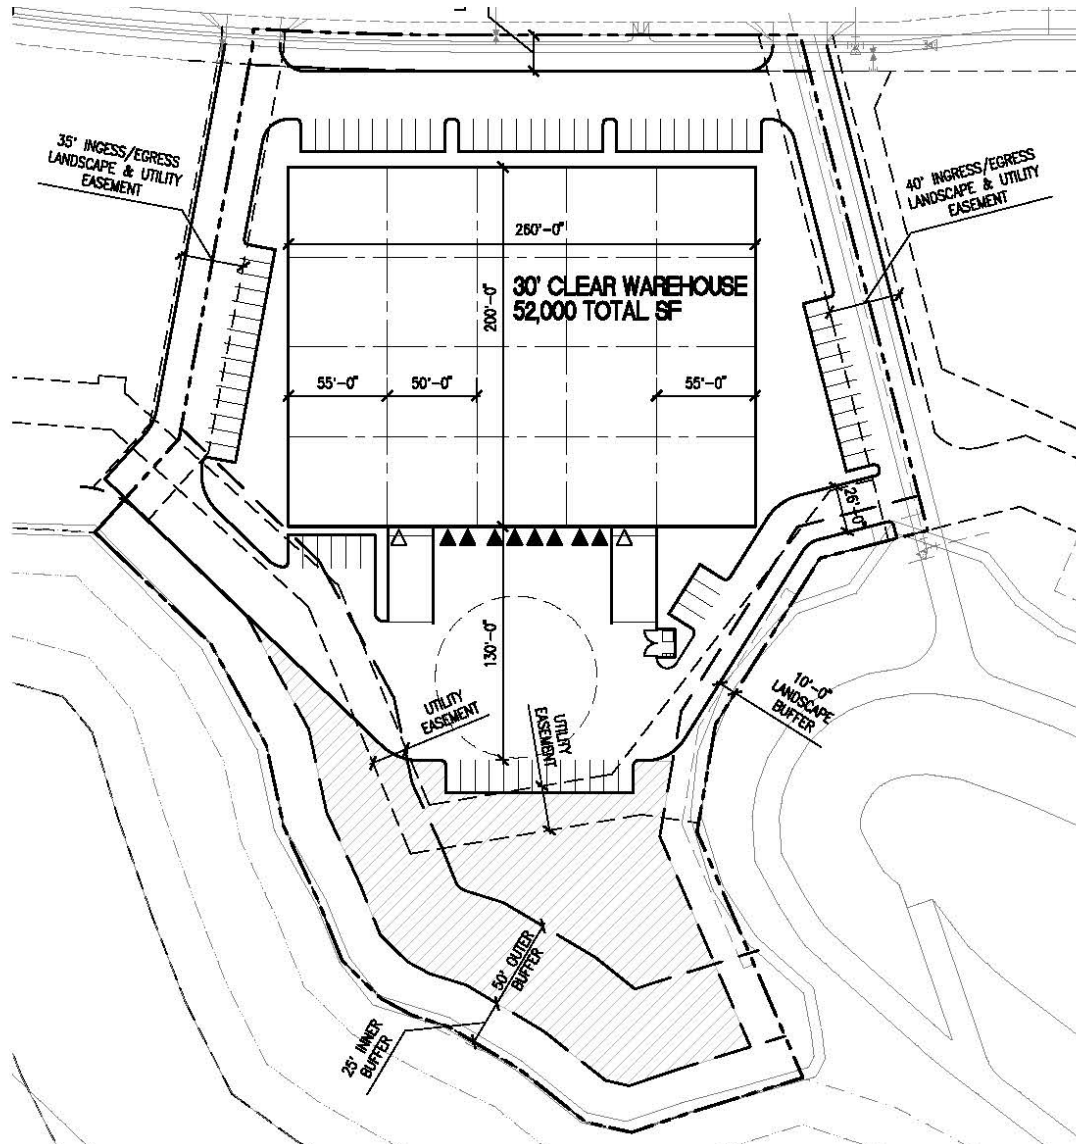 35' INGESS/EGRESS
LANDSCAPE & UTILITY
EASEMENT
40' INGRESS/EGRESS
LANDSCAPE & UTILITY
EASEMENT
260'-0"
200'-0"
30' CLEAR WAREHOUSE
52,000 TOTAL SF
55'-0"
50'-0"
55'-0"
26'-0"
130'-0"
UTILITY
EASEMENT
UTILITY
EASEMENT
10'-0"
LANDSCAPE
BUFFER
50' OUTER
BUFFER
25' INNER
BUFFER